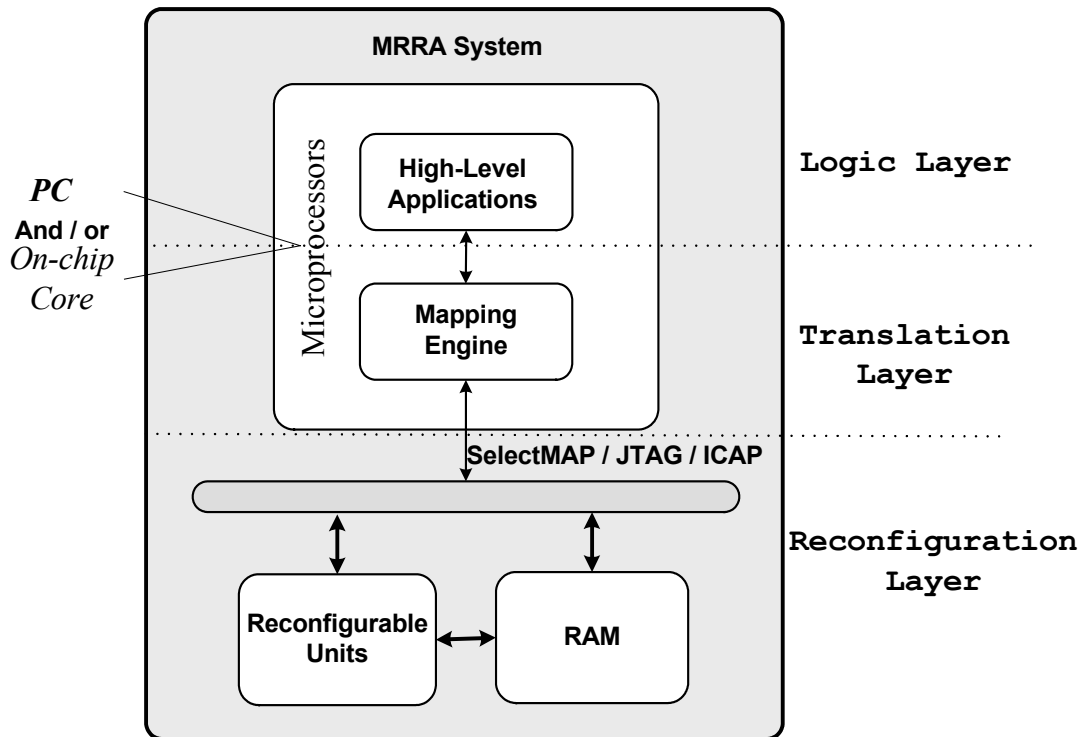 MRRA System
Microprocessors
High-Level
Applications
Logic Layer
PC
And / or
On-chip
Core
Mapping
Engine
Translation
Layer
SelectMAP / JTAG / ICAP
Reconfiguration
Layer
Reconfigurable
Units
RAM